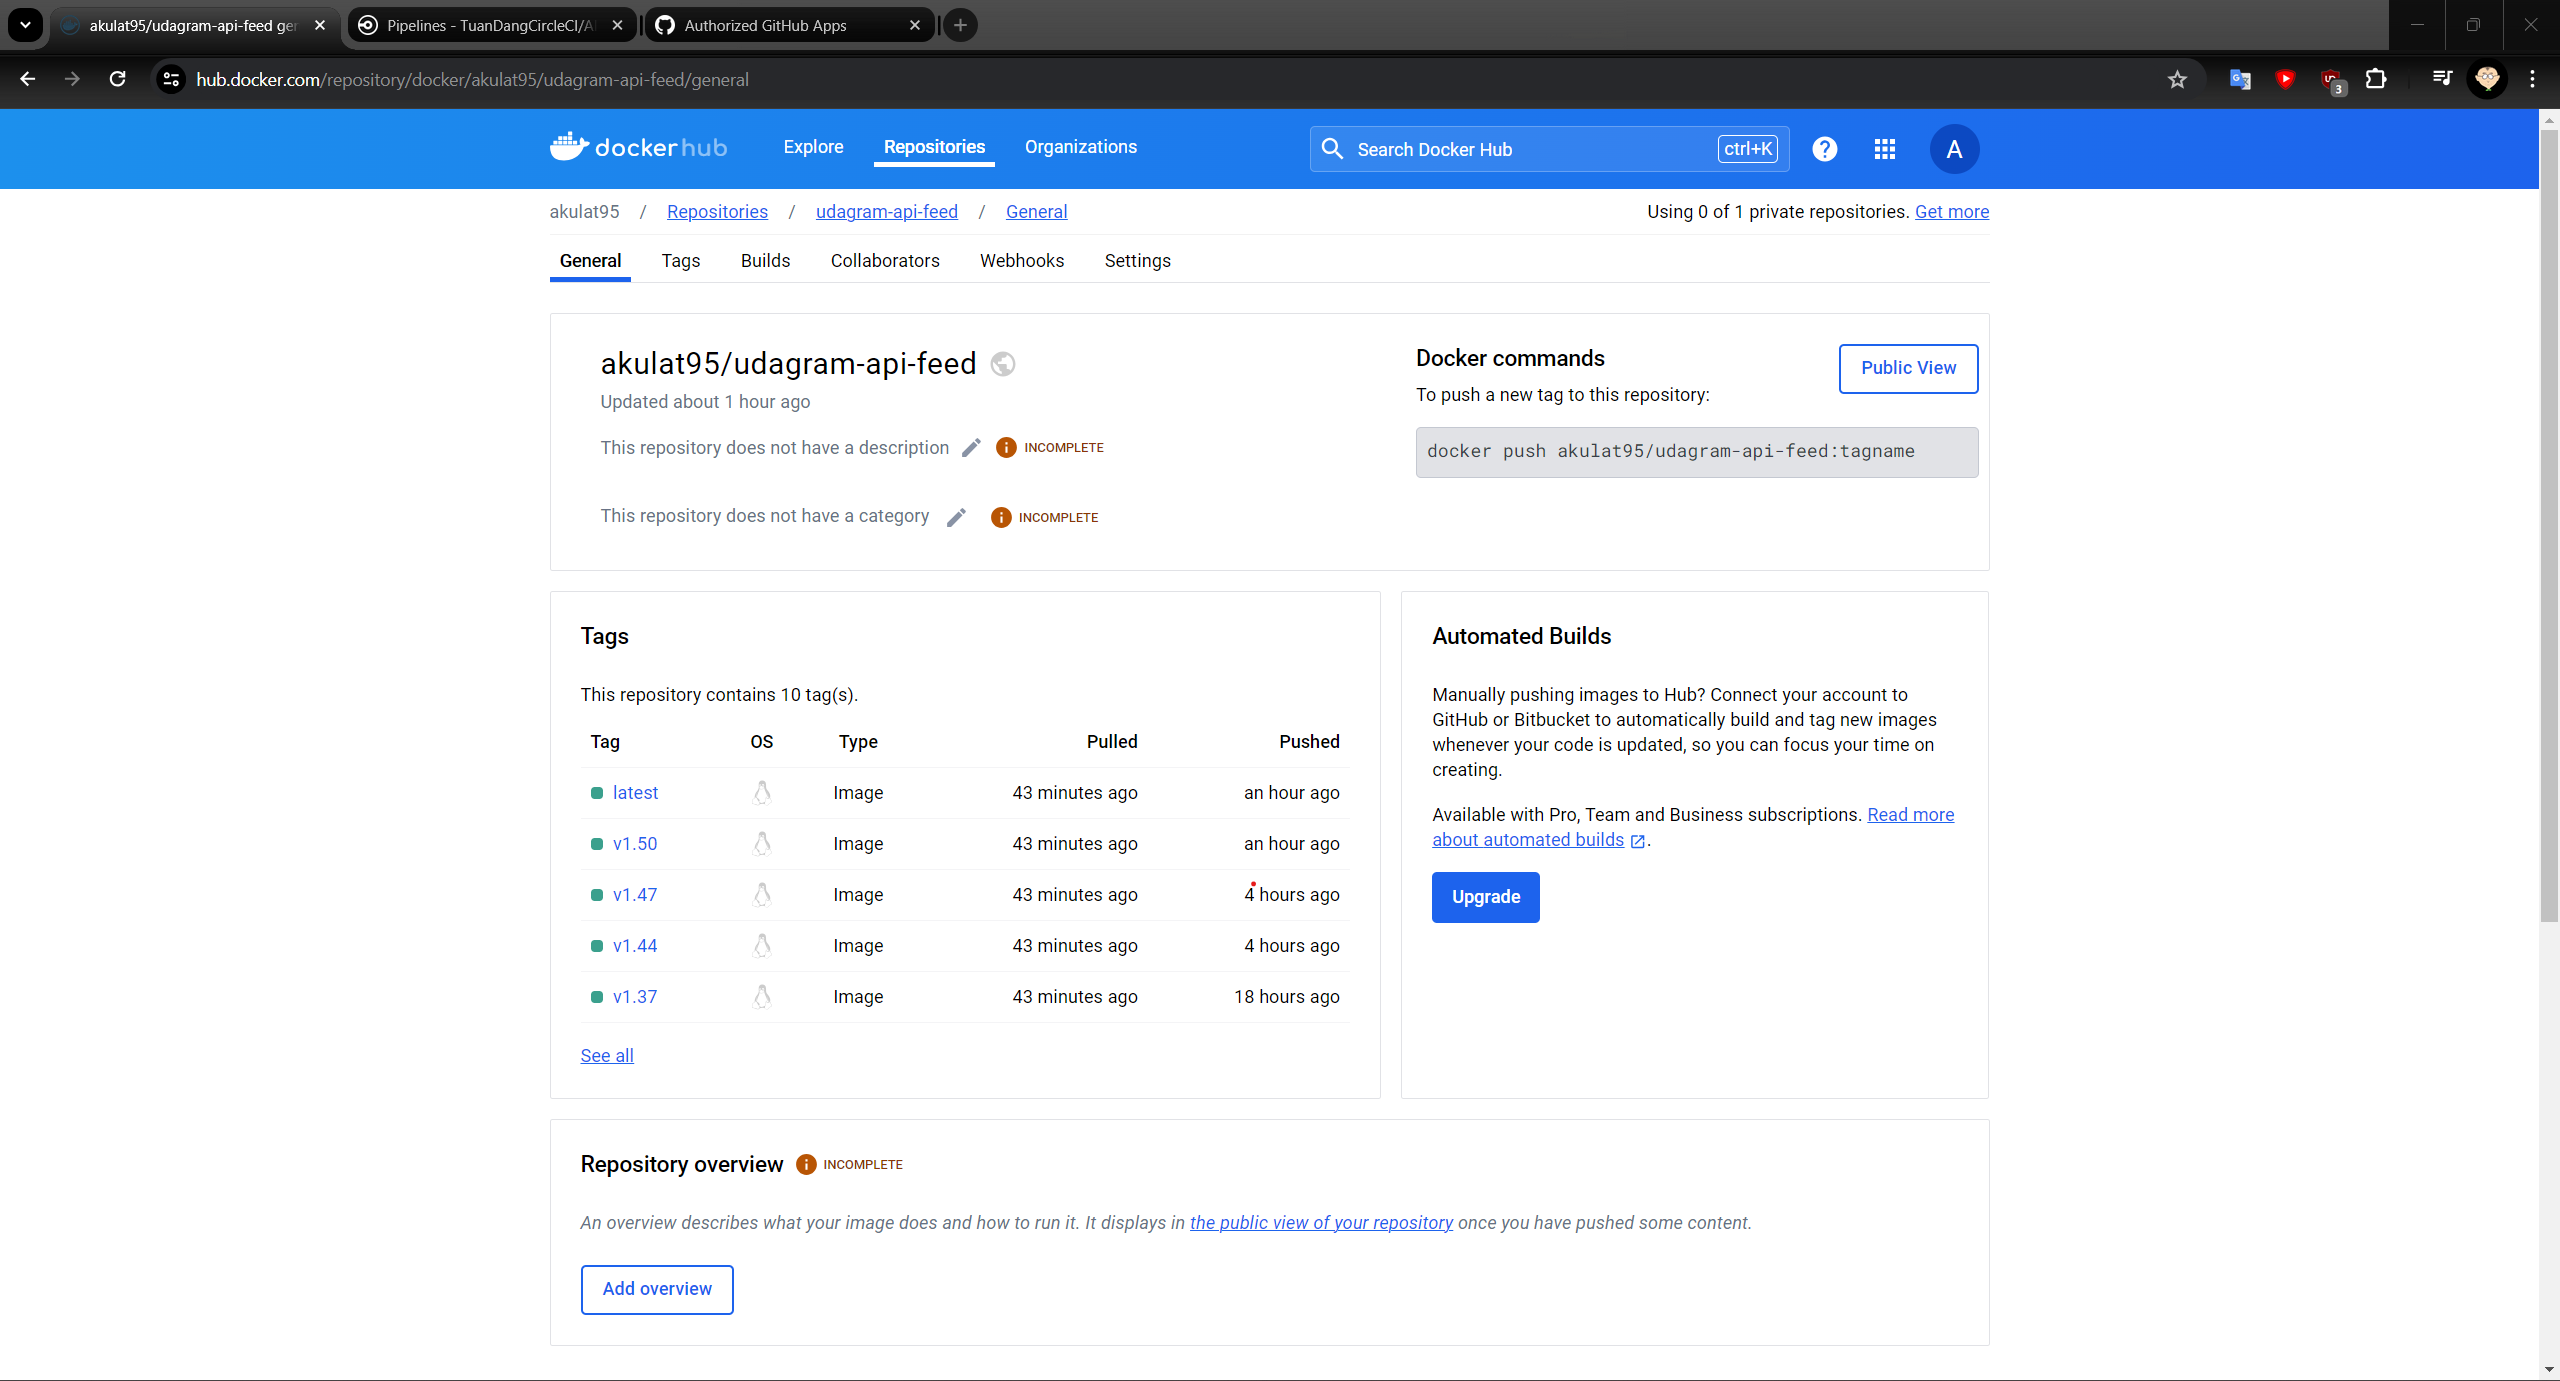 akulat95/udagram-api-feed ger
Pipelines - TuanDangCircleCI/A
Authorized GitHub Apps
hub.docker.com/repository/docker/akulat95/udagram-api-feed/general
3
dockerhub
Explore
Repositories
Organizations
Search Docker Hub
ctrl+K
A
akulat95 / Repositories / udagram-api-feed / General
Using 0 of 1 private repositories. Get more
General
Tags
Builds
Collaborators
Webhooks
Settings
akulat95/udagram-api-feed
Updated about 1 hour ago
This repository does not have a description
INCOMPLETE
This repository does not have a category
INCOMPLETE
Docker commands
Public View
To push a new tag to this repository:
docker push akulat95/udagram-api-feed:tagname
Tags
This repository contains 10 tag(s).
Tag OS Type Pulled Pushed
latest Image 43 minutes ago an hour ago
v1.50 Image 43 minutes ago an hour ago
v1.47 Image 43 minutes ago 4 hours ago
v1.44 Image 43 minutes ago 4 hours ago
v1.37 Image 43 minutes ago 18 hours ago
See all
Automated Builds
Manually pushing images to Hub? Connect your account to
GitHub or Bitbucket to automatically build and tag new images
whenever your code is updated, so you can focus your time on
creating.
Available with Pro, Team and Business subscriptions. Read more
about automated builds .
Upgrade
Repository overview
INCOMPLETE
An overview describes what your image does and how to run it. It displays in the public view of your repository once you have pushed some content.
Add overview